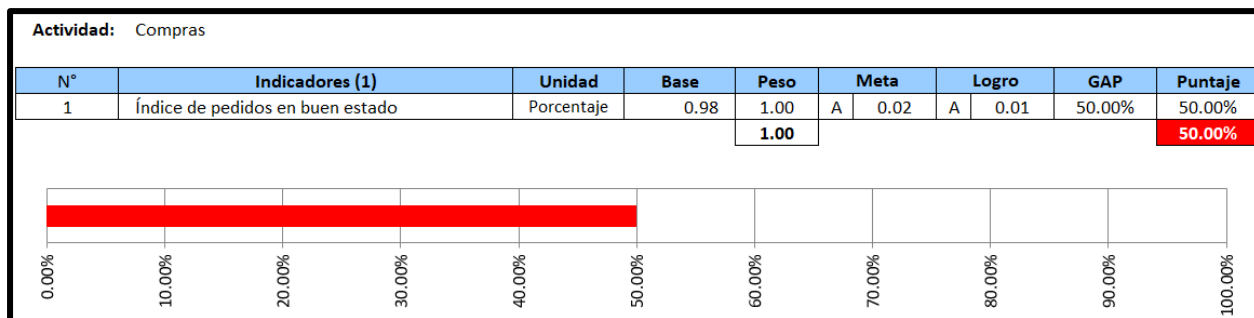 Actividad: Compras
N° Indicadores (1) Unidad Base Peso Meta Logro GAP Puntaje
1 Índice de pedidos en buen estado Porcentaje 0.98 1.00 A 0.02 A 0.01 50.00% 50.00%
1.00 50.00%
0.00% 10.00% 20.00% 30.00% 40.00% 50.00% 60.00% 70.00% 80.00% 90.00% 100.00%